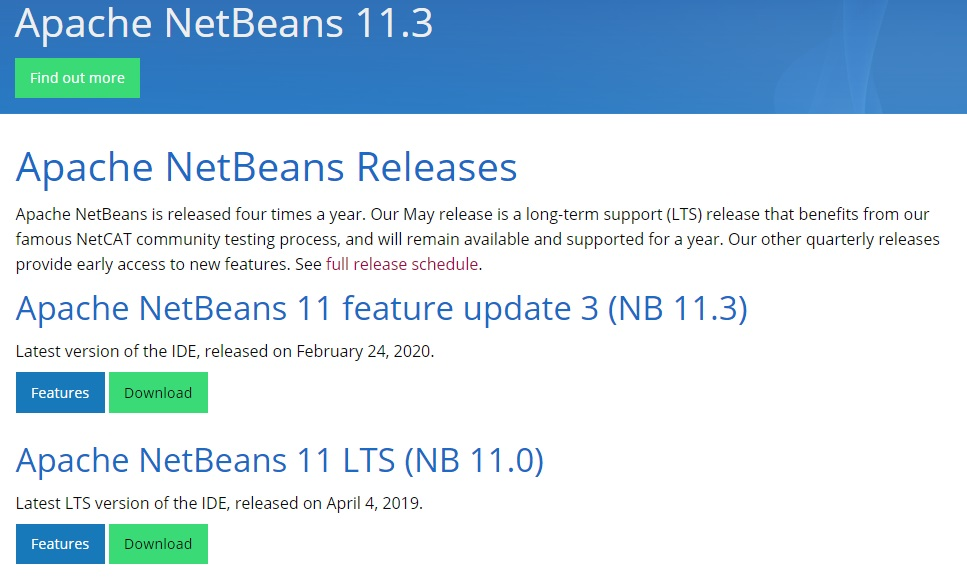 Apache NetBeans 11.3
Find out more
Apache NetBeans Releases
Apache NetBeans is released four times a year. Our May release is a long-term support (LTS) release that benefits from our
famous NetCAT community testing process, and will remain available and supported for a year. Our other quarterly releases
provide early access to new features. See full release schedule.
Apache NetBeans 11 feature update 3 (NB 11.3)
Latest version of the IDE, released on February 24, 2020.
Features Download
Apache NetBeans 11 LTS (NB 11.0)
Latest LTS version of the IDE, released on April 4, 2019.
Features Download